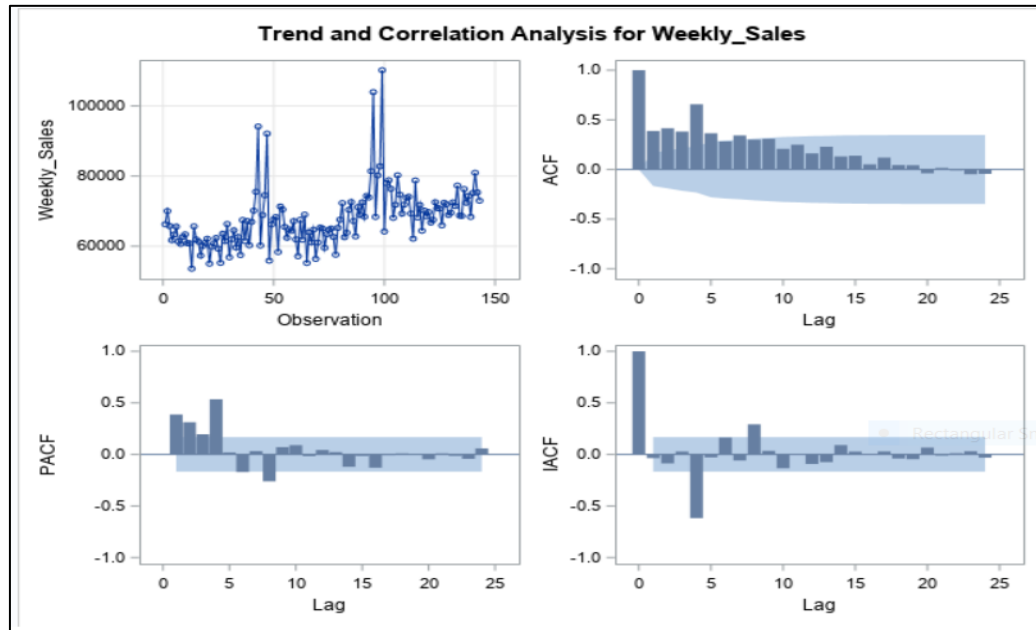 Trend and Correlation Analysis for Weekly_Sales
Weekly_Sales
100000
80000
60000
0 50 100 150
Observation
ACF
1.0
0.5
0.0
-0.5
-1.0
0 5 10 15 20 25
Lag
PACF
1.0
0.5
0.0
-0.5
-1.0
0 5 10 15 20 25
Lag
IACF
1.0
0.5
0.0
-0.5
-1.0
0 5 10 15 20 25
Lag
Rectangular